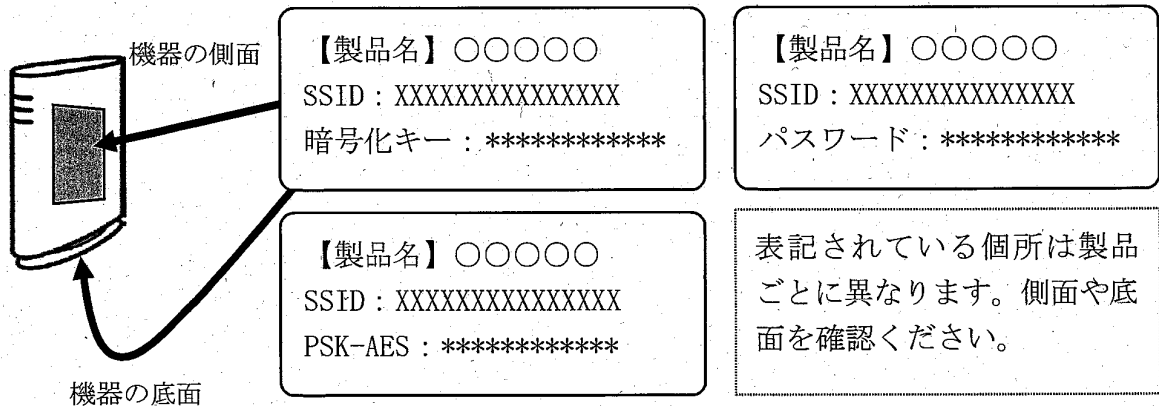 機器の側面
【製品名】○○○○○
SSID：XXXXXXXXXXXXXXX
暗号化キー：************
【製品名】○○○○○
SSID：XXXXXXXXXXXXXXX
パスワード：************
【製品名】○○○○○
SSID：XXXXXXXXXXXXXXX
PSK-AES：************
表記されている個所は製品
ごとに異なります。側面や底
面を確認ください。
機器の底面